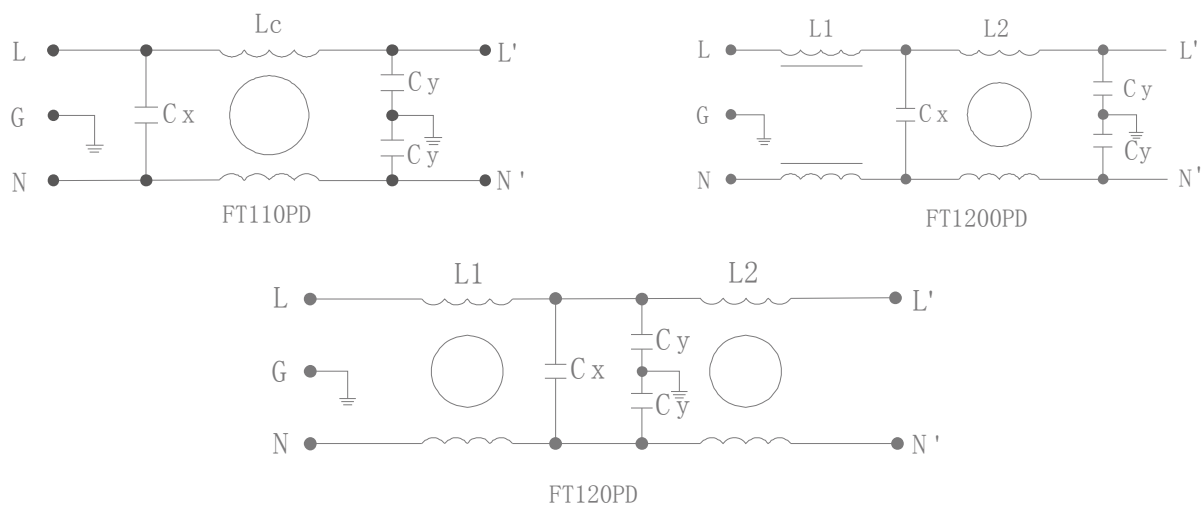 Lc
L
L'
Cx
Cy
G
Cy
N
N'
FT110PD
L1
L2
L
L'
Cy
G
Cx
Cy
N
N'
FT1200PD
L1
L2
L
L'
Cy
G
Cx
Cy
N
N'
FT120PD